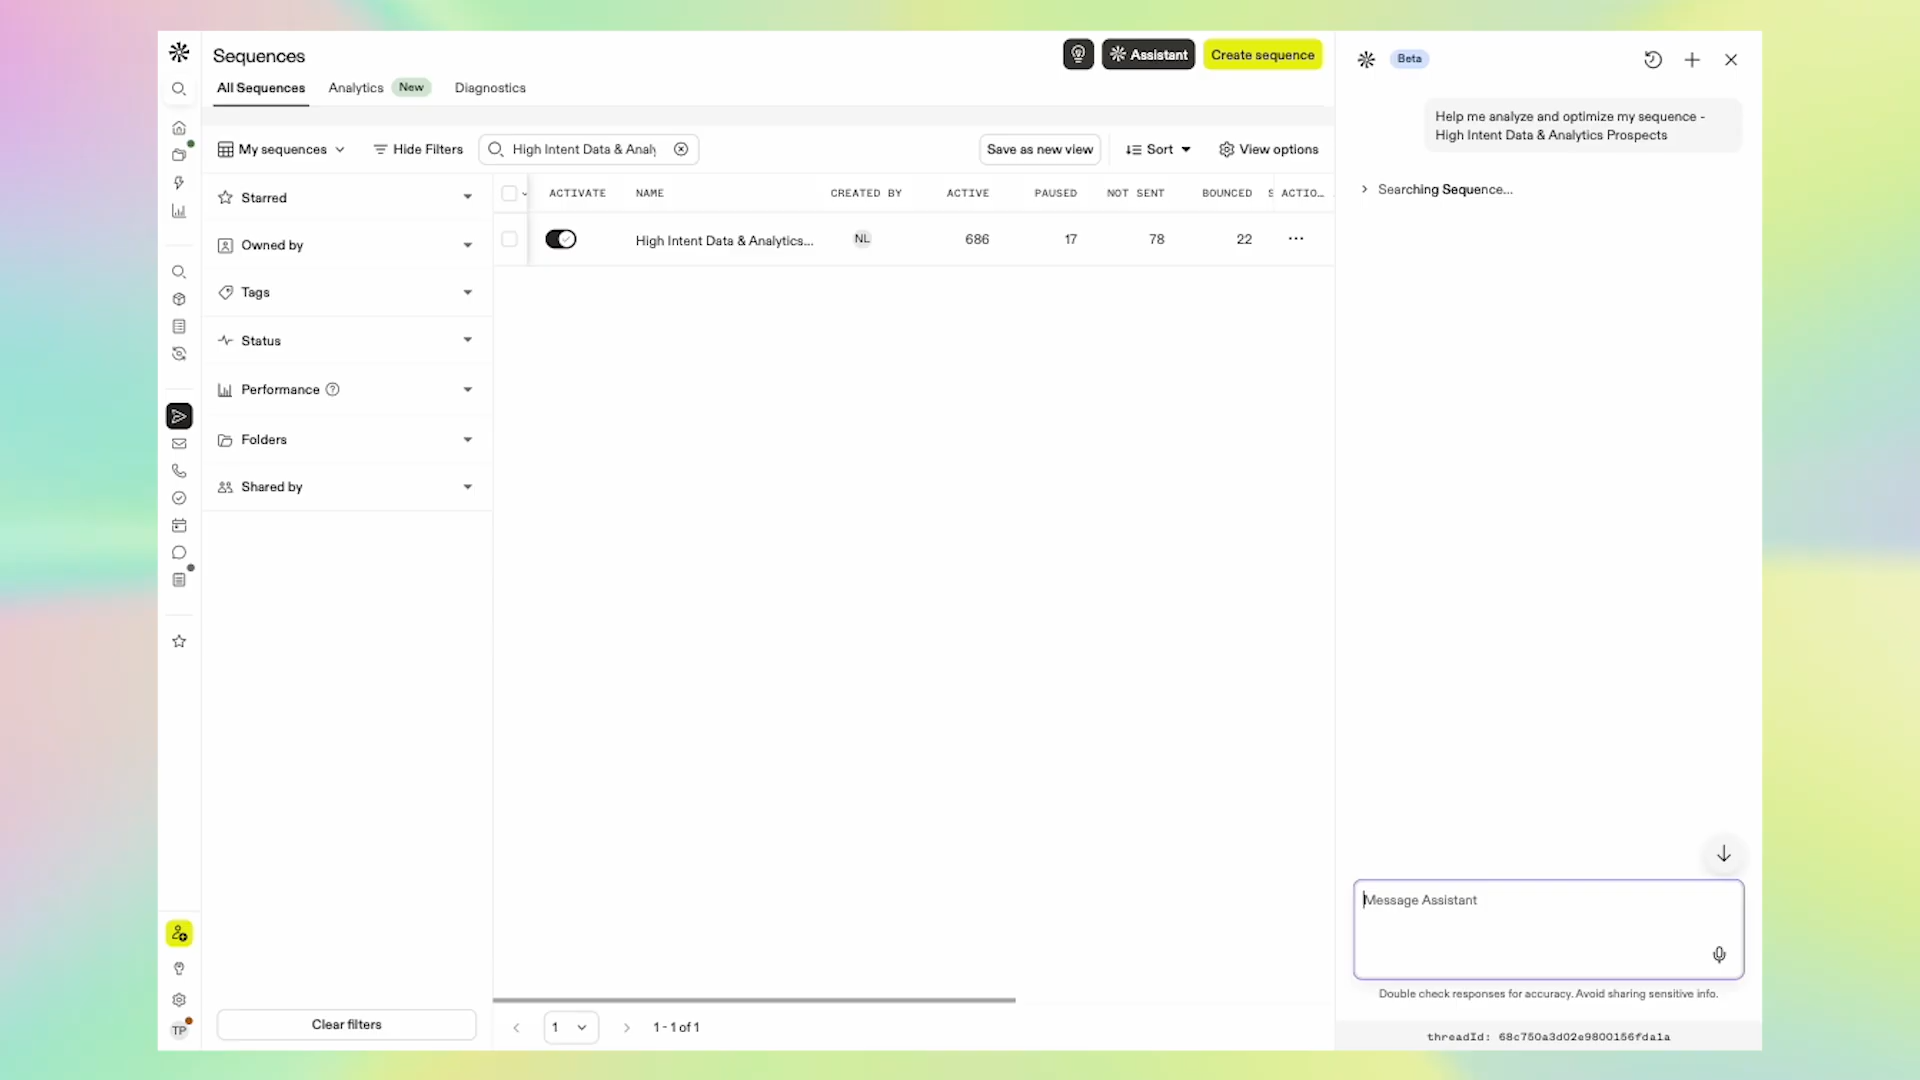 Sequences
Assistant
Create sequence
All Sequences
Analytics New
Diagnostics
My sequences
Hide Filters
High Intent Data & Analy
Save as new view
Sort
View options
Starred
Owned by
Tags
Status
Performance
Folders
Shared by
Clear filters
ACTIVATE NAME CREATED BY ACTIVE PAUSED NOT SENT BOUNCED S ACTIO...
High Intent Data & Analytics... NL 686 17 78 22
1
1 - 1 of 1
TP
Beta
Help me analyze and optimize my sequence -
High Intent Data & Analytics Prospects
Searching Sequence...
Message Assistant
Double check responses for accuracy. Avoid sharing sensitive info.
threadId: 68c750a3d02e9800156fda1a